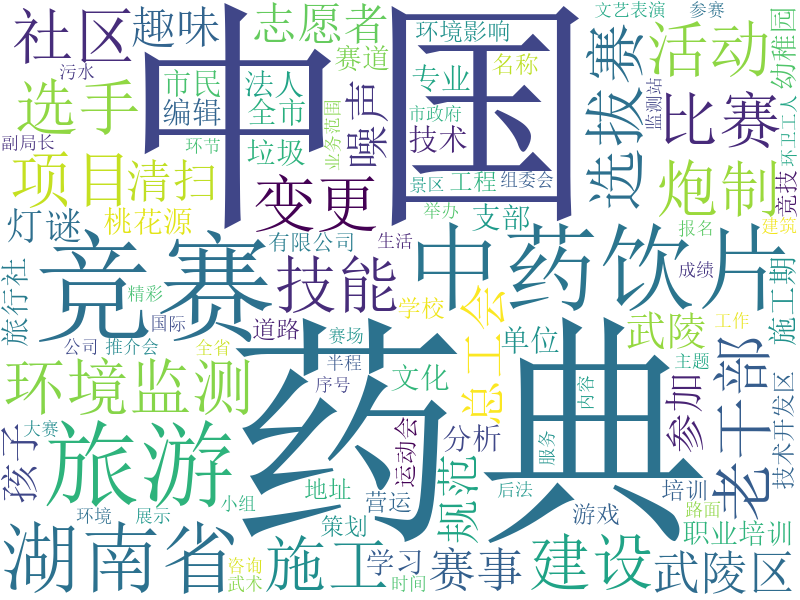 中国
药典
竞赛
中药饮片
旅游
湖南省
环境监测
技能
变更
项目
选手
社区
趣味
志愿者
环境影响
文艺表演
参赛
幼稚园
活动
选拔赛
比赛
炮制
污水
市民
法人
赛道
专业
名称
编辑
全市
噪声
市政府
技术
监测站
环卫工人
副局长
环节
垃圾
业务范围
景区
工程
组委会
竞技
清扫
灯谜
桃花源
举办
支部
报名
建筑
有限公司
生活
旅行社
精彩
国际
学校
总工会
单位
武陵
成绩
施工期
工作
公司
推介会
全省
道路
赛场
半程
序号
文化
主题
老干部
参加
内容
技术开发区
孩子
大赛
运动会
分析
规范
服务
后法
培训
路面
环境
展示
小组
地址
营运
策划
游戏
职业培训
咨询
武术
施工
学习
时间
赛事
建设
武陵区